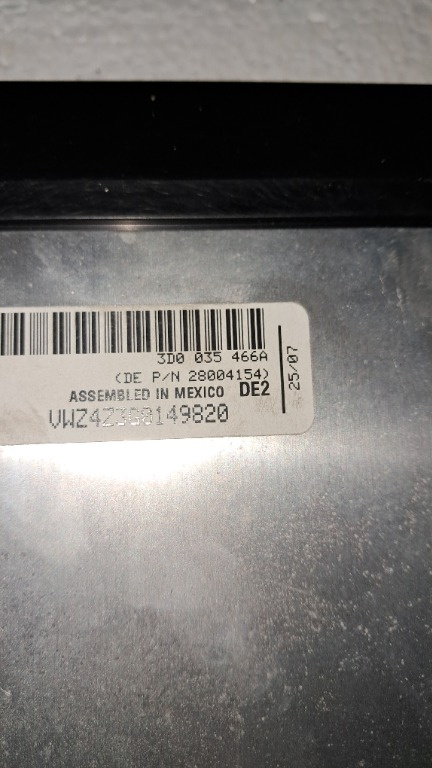 3D0 035 466A
(DE P/N 28004154)
ASSEMBLED IN MEXICO DE2
25/07